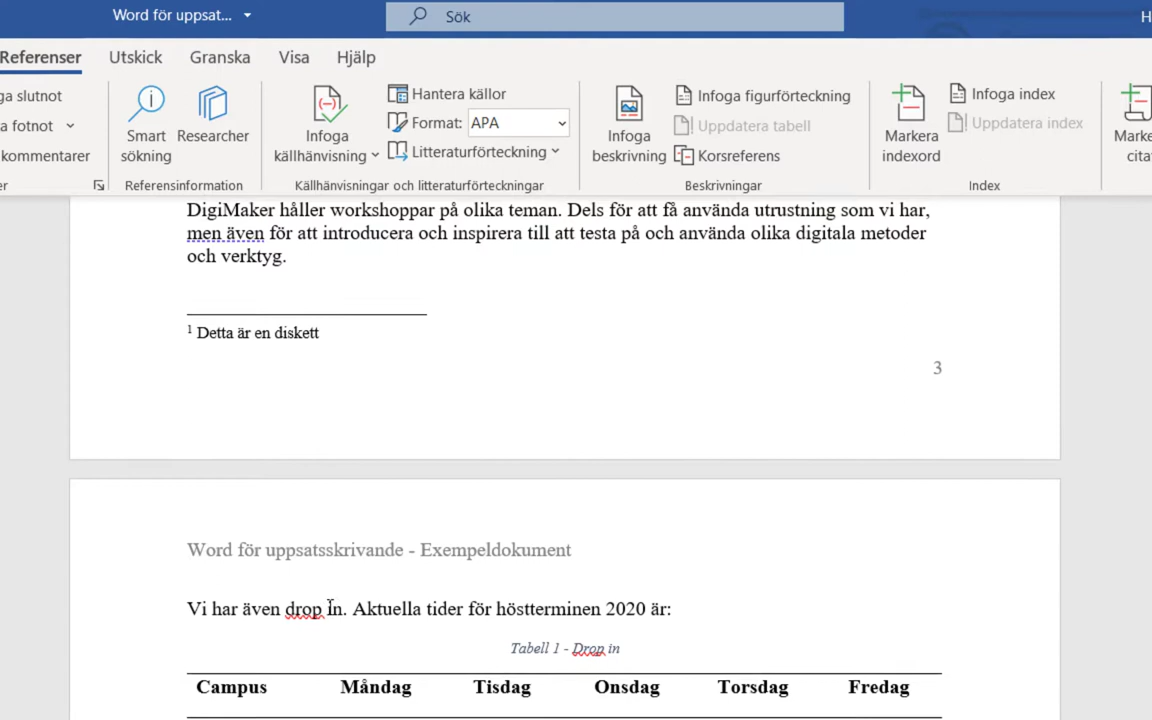 Word för uppsat...
Sök
H
Referenser Utskick Granska Visa Hjälp
ga slutnot
a fotnot
kommentarer
er
Smart
sökning
Researcher
Referensinformation
Infoga
källhänvisning
Hantera källor
Format: APA
Litteraturförteckning
Källhänvisningar och litteraturförteckningar
Infoga
beskrivning
Infoga figurförteckning
Uppdatera tabell
Korsreferens
Beskrivningar
Markera
indexord
Infoga index
Uppdatera index
Index
Marke
cita
DigiMaker håller workshoppar på olika teman. Dels för att få använda utrustning som vi har,
men även för att introducera och inspirera till att testa på och använda olika digitala metoder
och verktyg.
1 Detta är en diskett
3
Word för uppsatsskrivande - Exempeldokument
Vi har även drop in. Aktuella tider för höstterminen 2020 är:
Tabell 1 - Drop in
Campus Måndag Tisdag Onsdag Torsdag Fredag